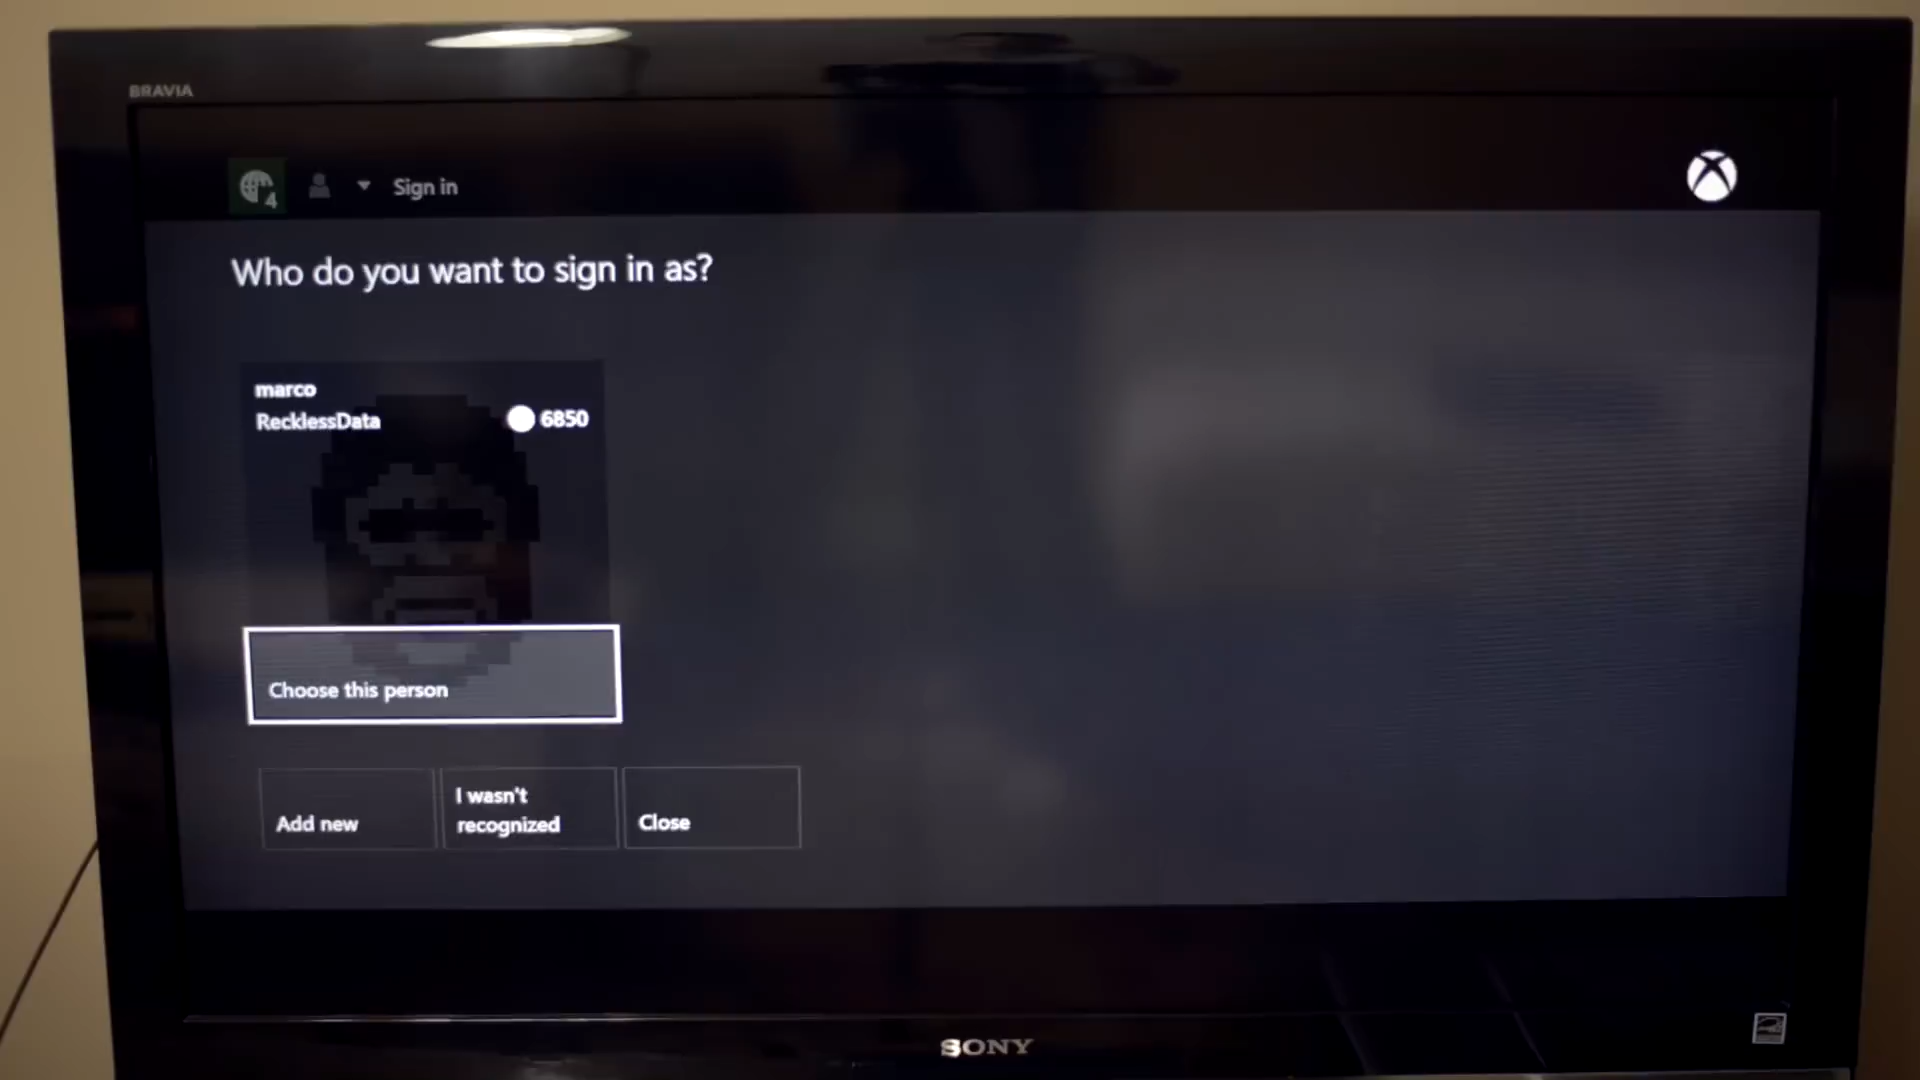 BRAVIA
4
Sign in
Who do you want to sign in as?
marco
RecklessData
6850
Choose this person
Add new
I wasn't
recognized
Close
SONY